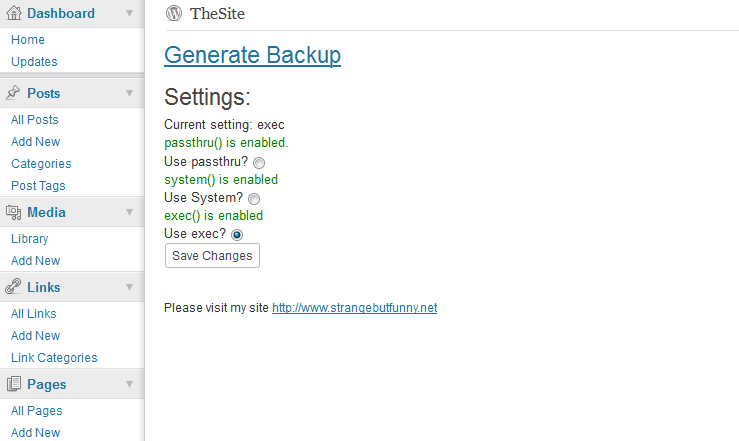 Dashboard
Home
Updates
Posts
All Posts
Add New
Categories
Post Tags
Media
Library
Add New
Links
All Links
Add New
Link Categories
Pages
All Pages
Add New
TheSite
Generate Backup
Settings:
Current setting: exec
passthru() is enabled.
Use passthru?
system() is enabled
Use System?
exec() is enabled
Use exec?
Save Changes
Please visit my site http://www.strangebutfunny.net